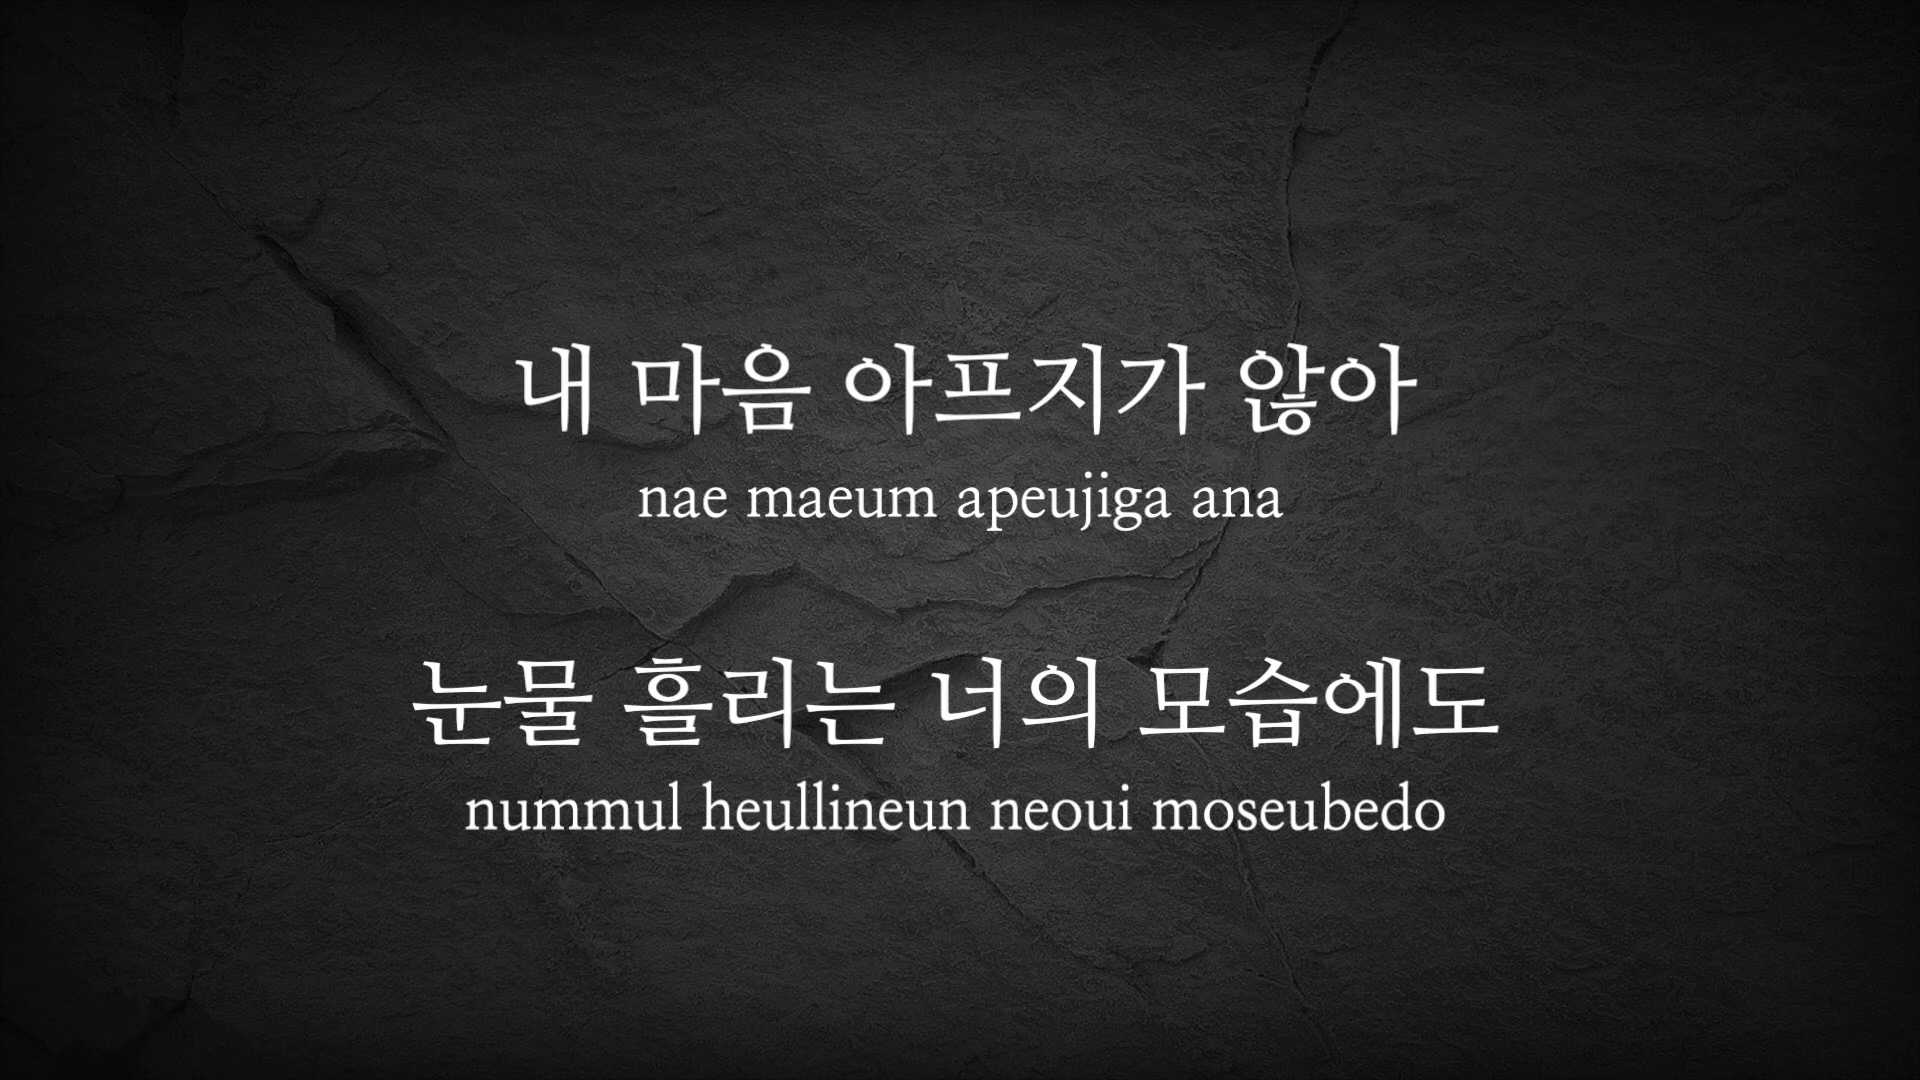 내 마음 아프지가 않아
nae maeum apeujiga ana
눈물 흘리는 너의 모습에도
nummul heullineun neoui moseubedo